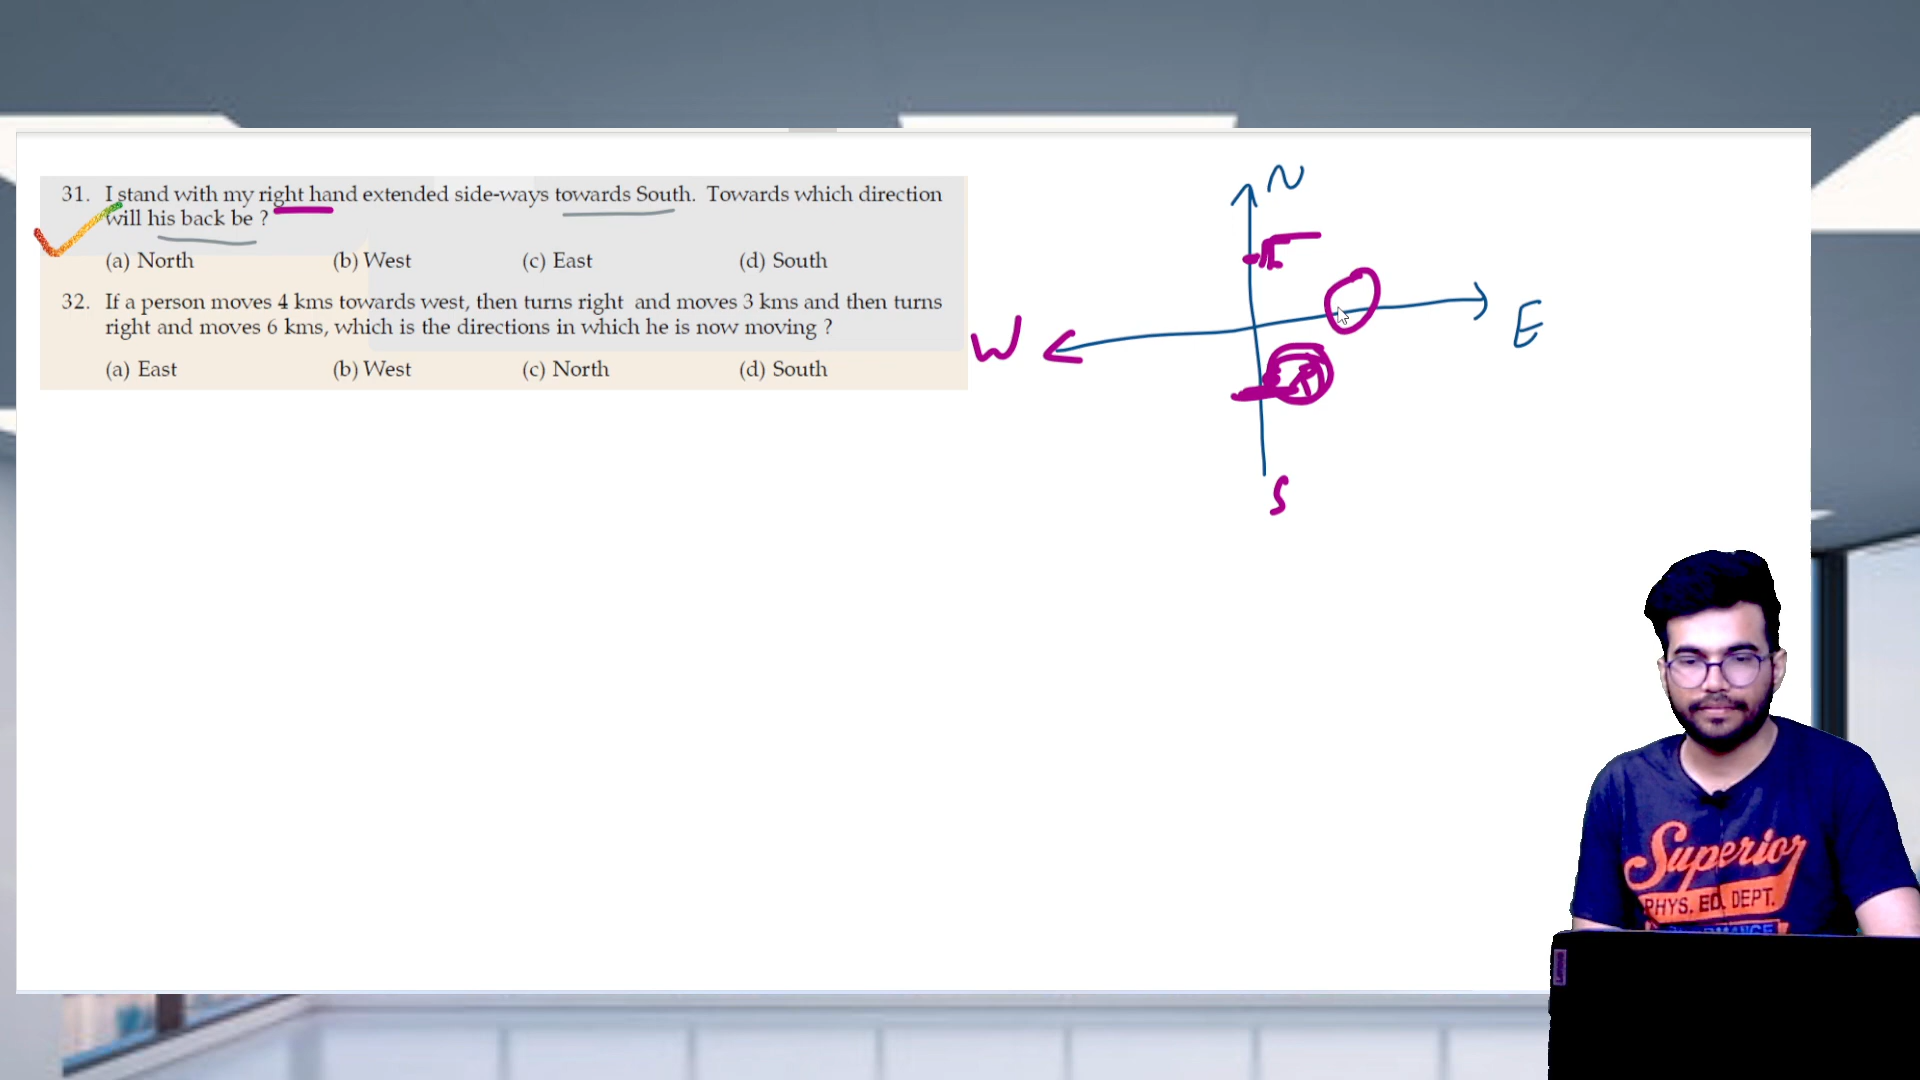 31. I stand with my right hand extended side-ways towards South. Towards which direction
will his back be ?
(a) North (b) West (c) East (d) South
32. If a person moves 4 kms towards west, then turns right and moves 3 kms and then turns
right and moves 6 kms, which is the directions in which he is now moving ?
(a) East (b) West (c) North (d) South
N
W
E
S
Superior
PHYS. ED. DEPT.